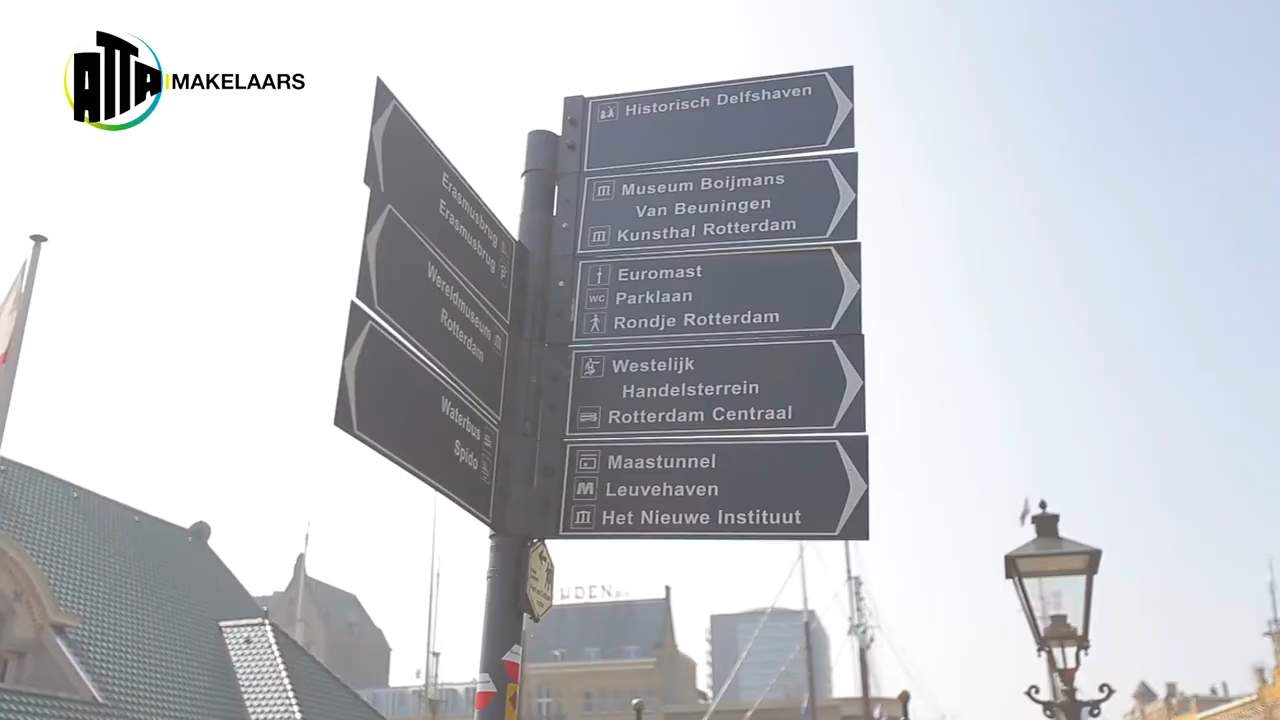 ATTA MAKELAARS
Historisch Delfshaven
Museum Boijmans
Van Beuningen
Kunsthal Rotterdam
Euromast
WC Parklaan
Rondje Rotterdam
Westelijk
Handelsterrein
Rotterdam Centraal
Maastunnel
M Leuvehaven
Het Nieuwe Instituut
Erasmusbrug
Erasmusbrug
Wereldmuseum
Rotterdam
Waterbus
Spido